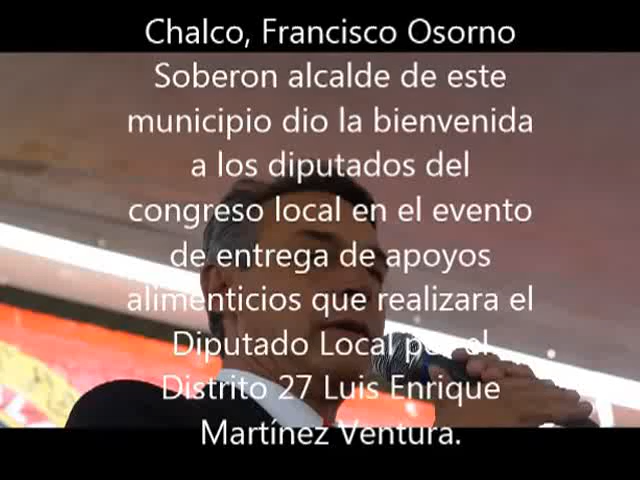 Chalco, Francisco Osorno
Soberon alcalde de este
municipio dio la bienvenida
a los diputados del
congreso local en el evento
de entrega de apoyos
alimenticios que realizara el
Diputado Local por el
Distrito 27 Luis Enrique
Martínez Ventura.